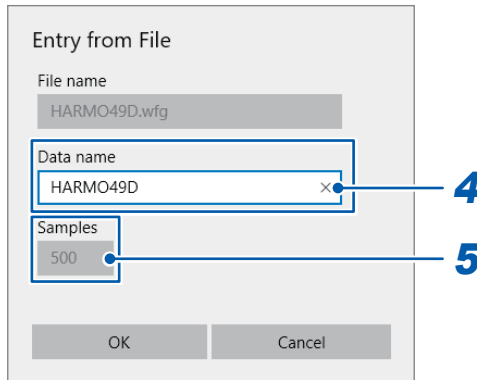 Entry from File
File name
HARMO49D.wfg
Data name
HARMO49D ×
4
Samples
500
5
OK Cancel